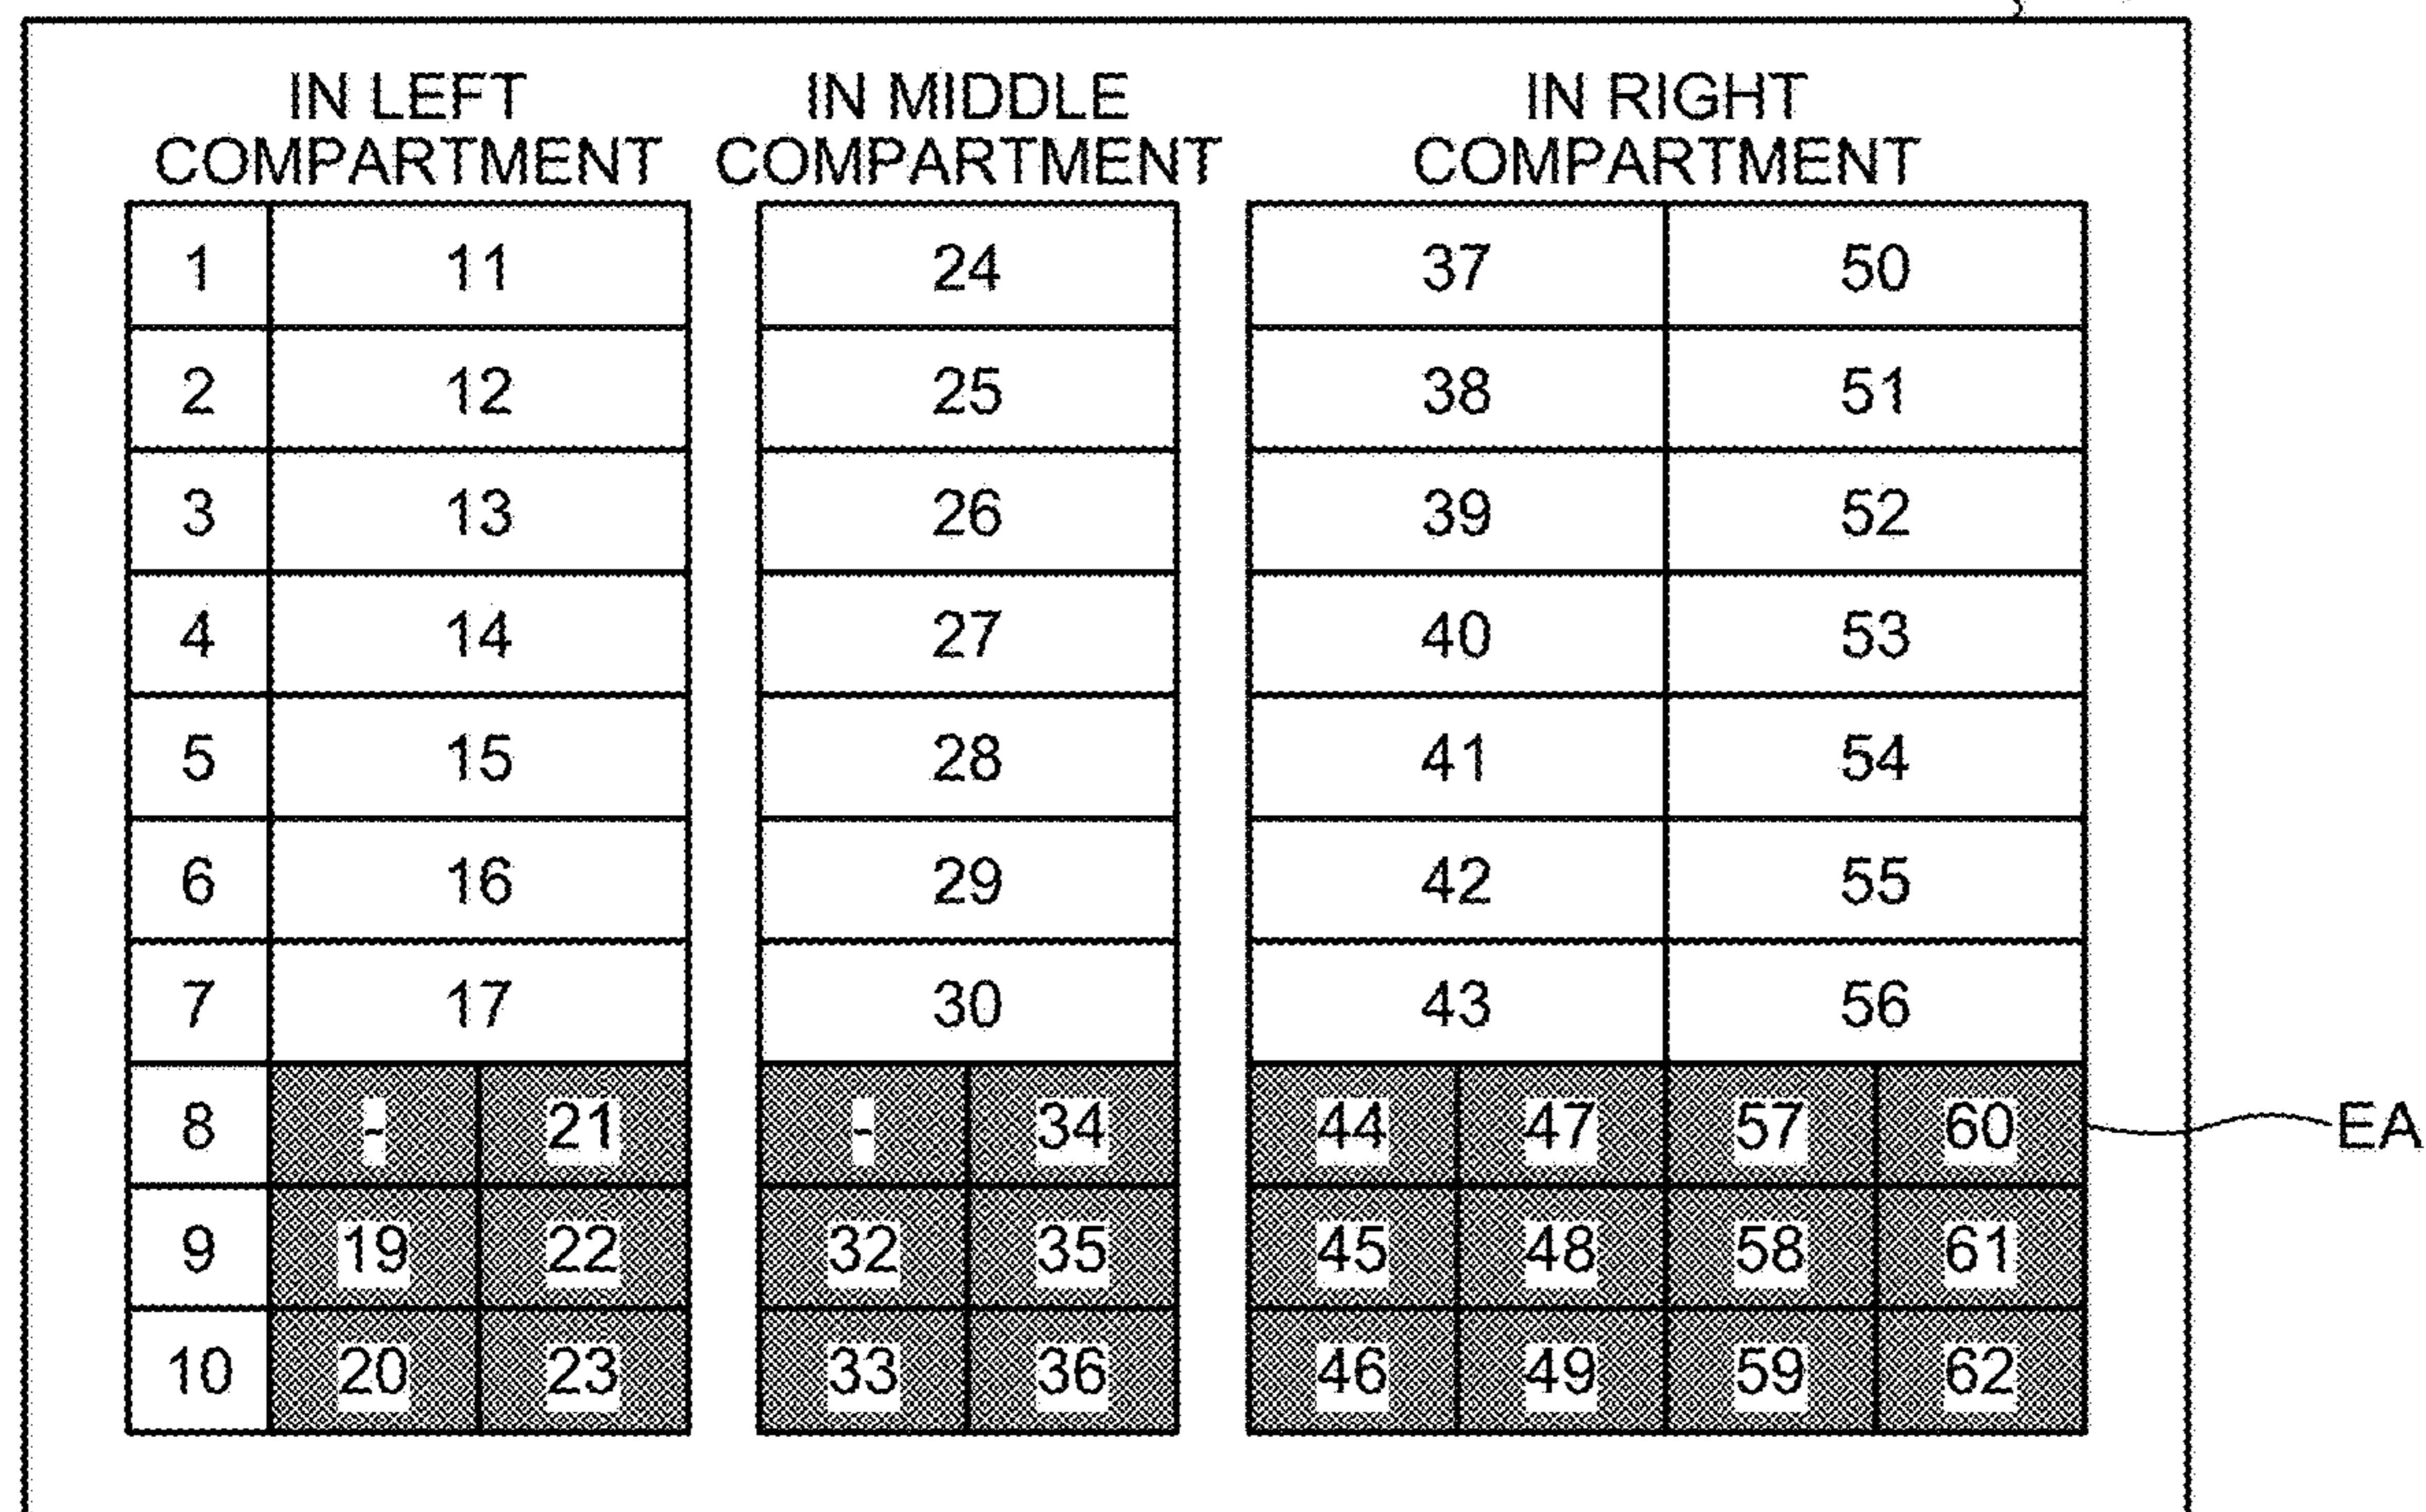 IN LEFT COMPARTMENT
IN MIDDLE COMPARTMENT
IN RIGHT COMPARTMENT
1 11 24 37 50
2 12 25 38 51
3 13 26 39 52
4 14 27 40 53
5 15 28 41 54
6 16 29 42 55
7 17 30 43 56
8 - 21 - 34 44 47 57 60 EA
9 19 22 32 35 45 48 58 61
10 20 23 33 36 46 49 59 62